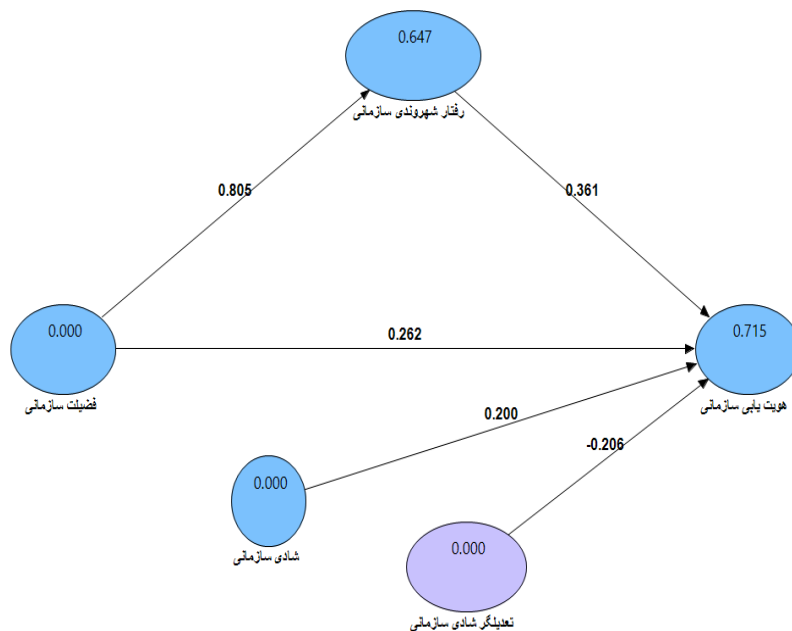 0.647
رفتار شهروندی سازمانی
0.805
0.361
0.000
فضیلت سازمانی
0.262
0.715
هویت یابی سازمانی
0.200
-0.206
0.000
شادی سازمانی
0.000
تعدیلگر شادی سازمانی